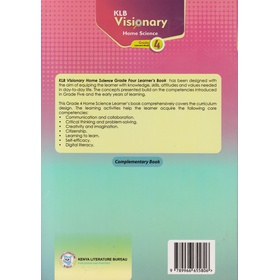 KLB
Visionary
Home Science
4
KLB Visionary Home Science Grade Four Learner's Book has been designed with
the aim of equipping the learner with knowledge, skills, attitudes and values needed
in day-to-day life. The concepts presented build on the competencies introduced
in Grade Five and the early years of learning.
This Grade 4 Home Science Learner's book comprehensively covers the curriculum
design. The learning activities help the learner acquire the following core
competencies:
• Communication and collaboration.
• Critical thinking and problem-solving.
• Creativity and imagination.
• Citizenship.
• Learning to learn.
• Self-efficacy.
• Digital literacy.
Complementary Book
KENYA LITERATURE BUREAU
9 789966 655806 >